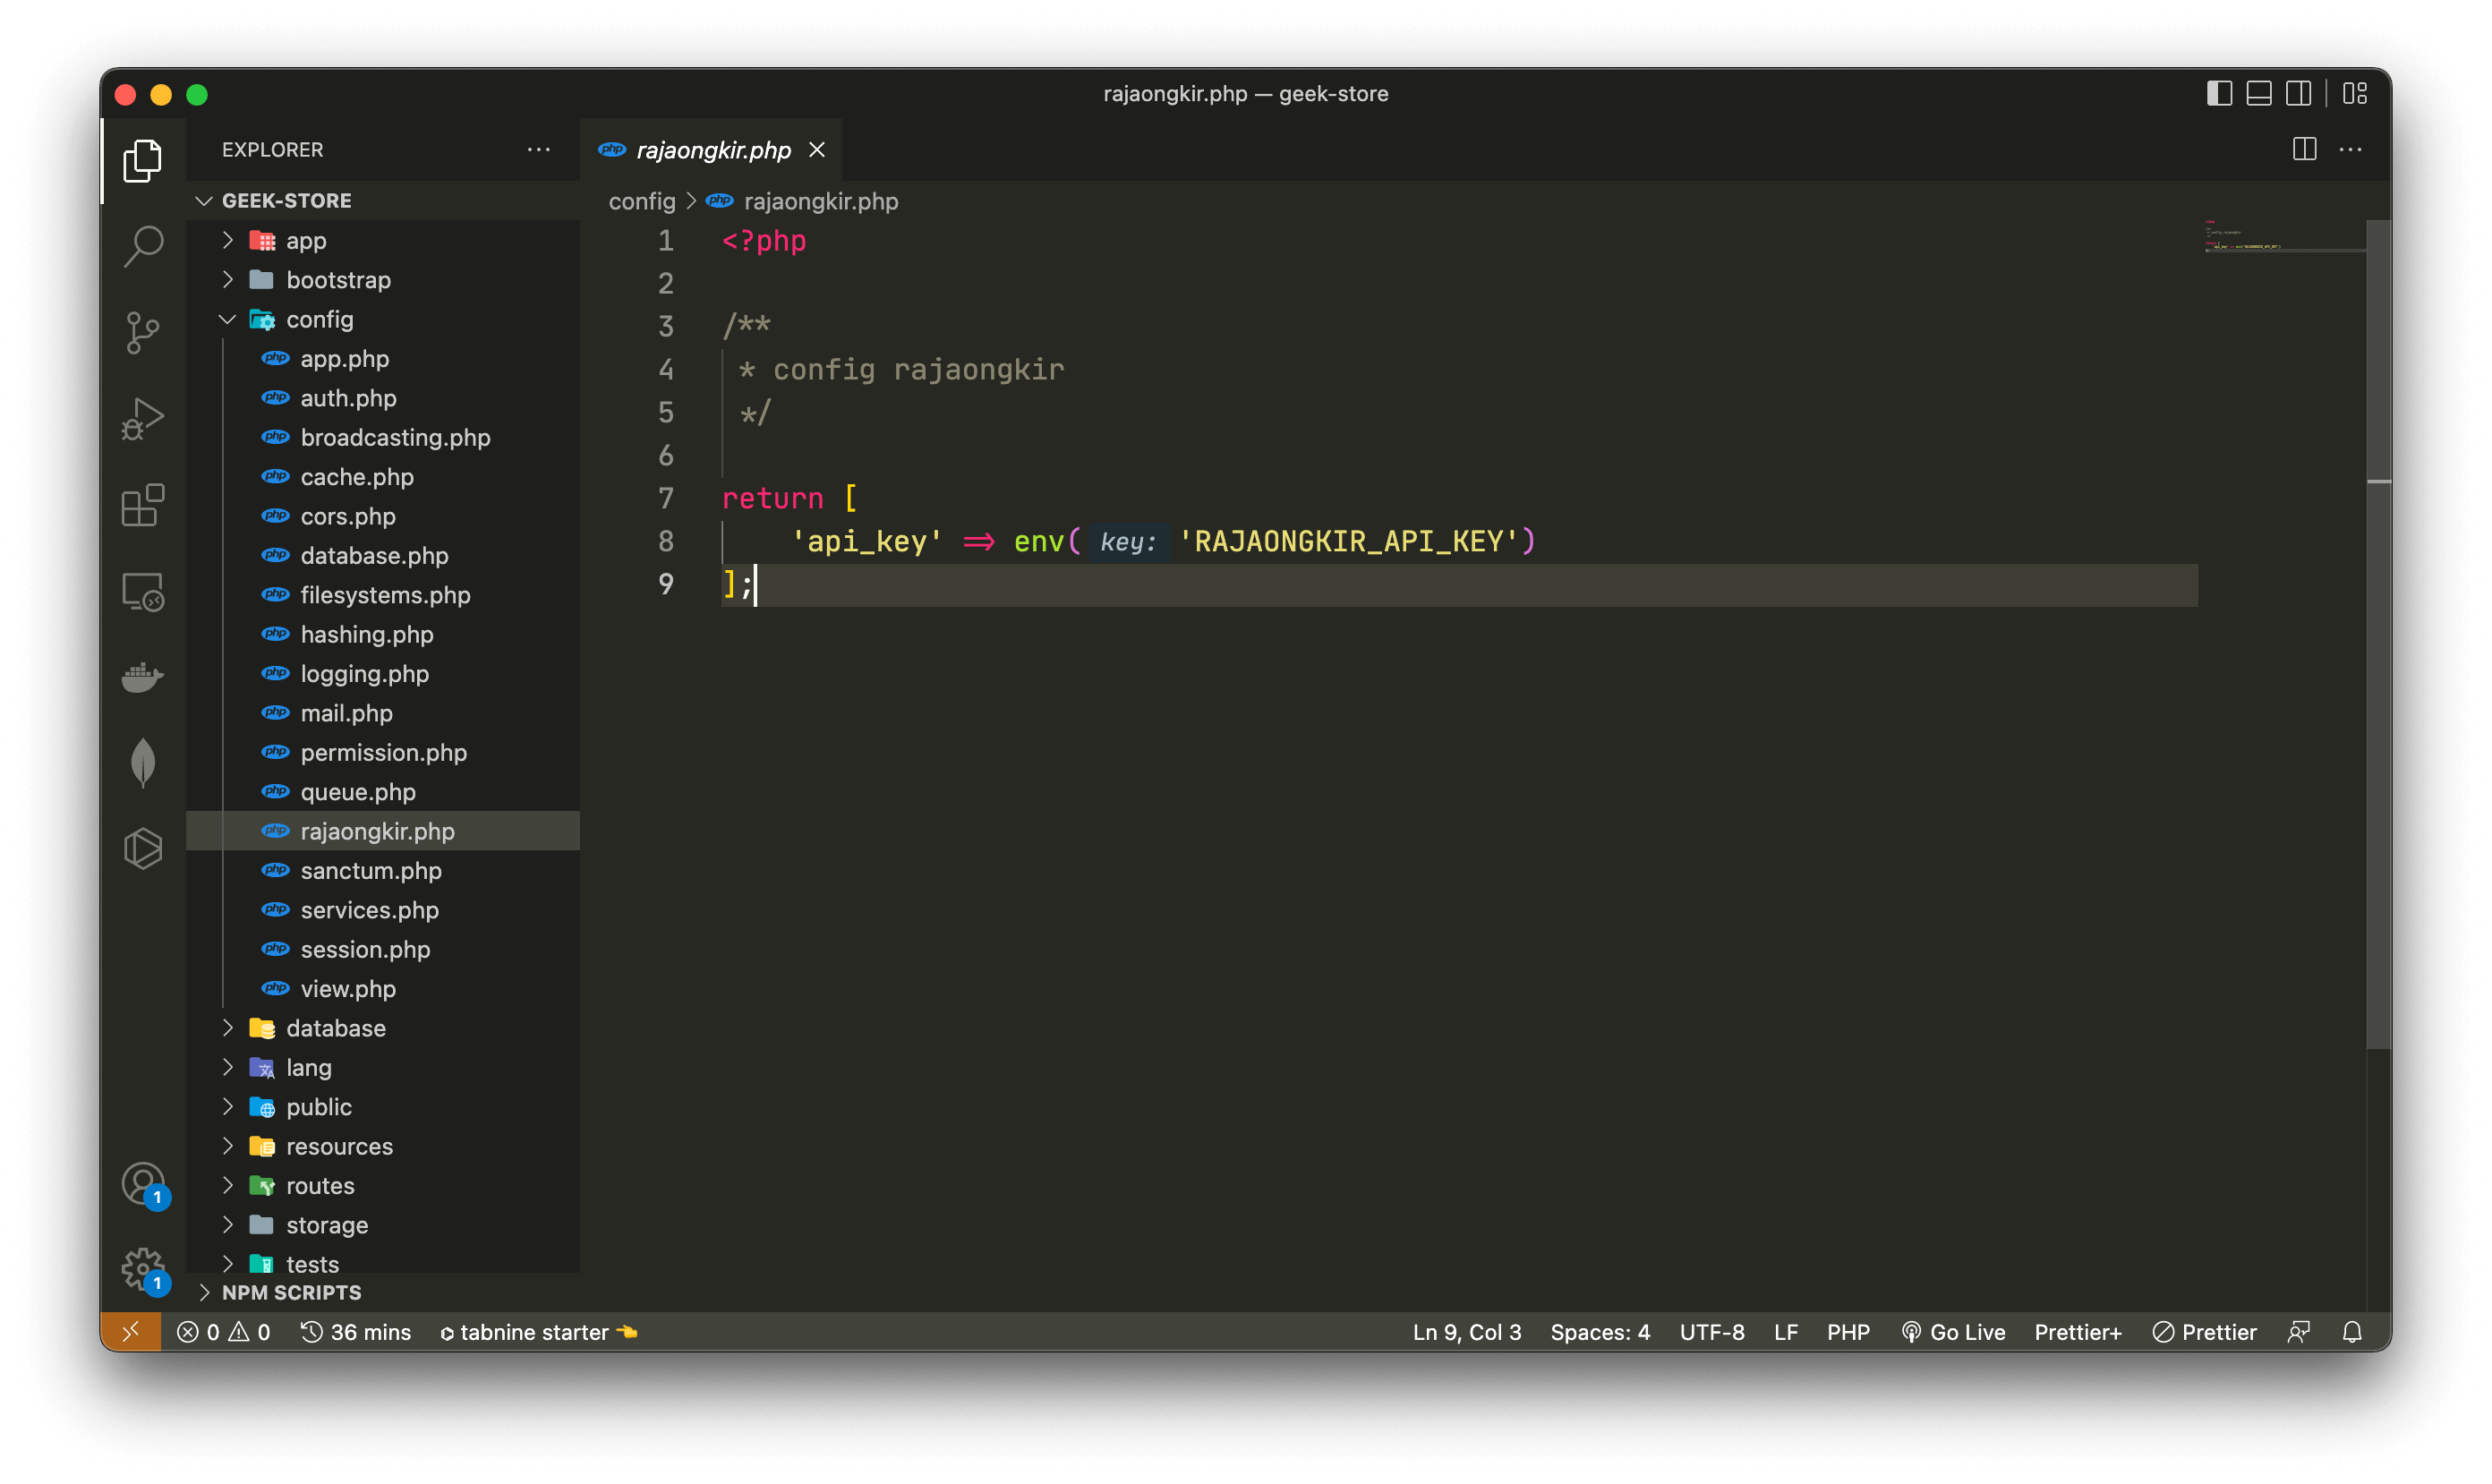 rajaongkir.php — geek-store
EXPLORER
rajaongkir.php
GEEK-STORE
config > rajaongkir.php
app
bootstrap
config
app.php
auth.php
broadcasting.php
cache.php
cors.php
database.php
filesystems.php
hashing.php
logging.php
mail.php
permission.php
queue.php
rajaongkir.php
sanctum.php
services.php
session.php
view.php
database
lang
public
resources
routes
storage
tests
NPM SCRIPTS
1 <?php
2
3 /**
4 * config rajaongkir
5 */
6
7 return [
8 'api_key' => env( key: 'RAJAONGKIR_API_KEY')
9 ];
1
1
0 0 36 mins tabnine starter Ln 9, Col 3 Spaces: 4 UTF-8 LF PHP Go Live Prettier+ Prettier